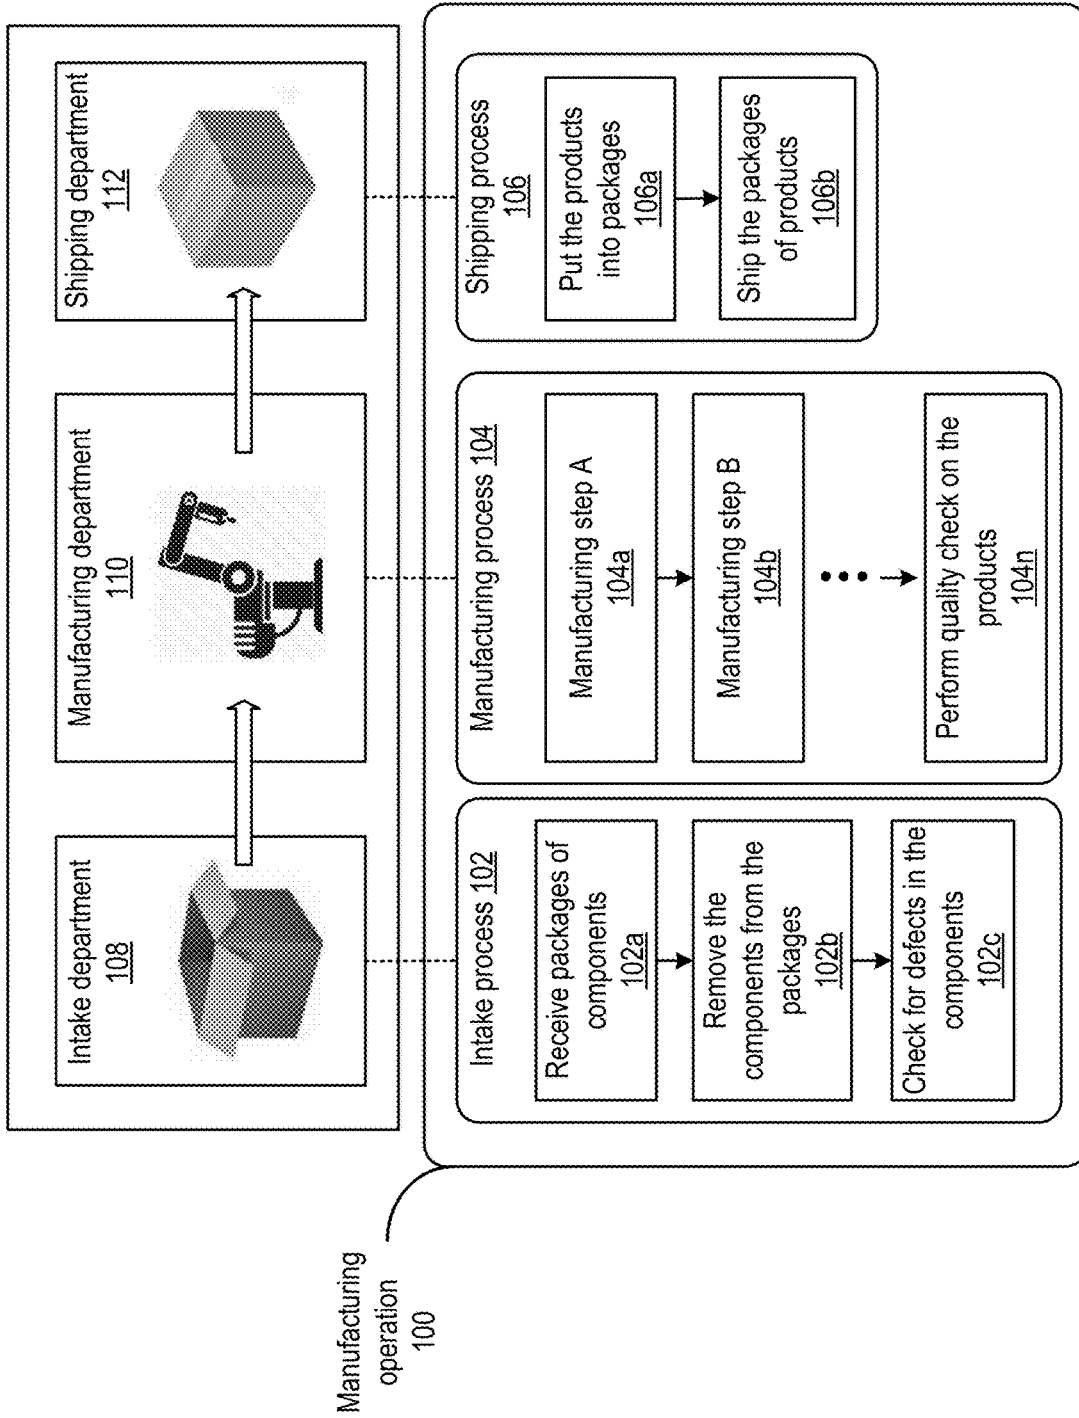 Intake department
108
Manufacturing department
110
Shipping department
112
Manufacturing
operation
100
Intake process 102
Receive packages of
components
102a
Remove the
components from the
packages
102b
Check for defects in the
components
102c
Manufacturing process 104
Manufacturing step A
104a
Manufacturing step B
104b
Perform quality check on the
products
104n
Shipping process
106
Put the products
into packages
106a
Ship the packages
of products
106b